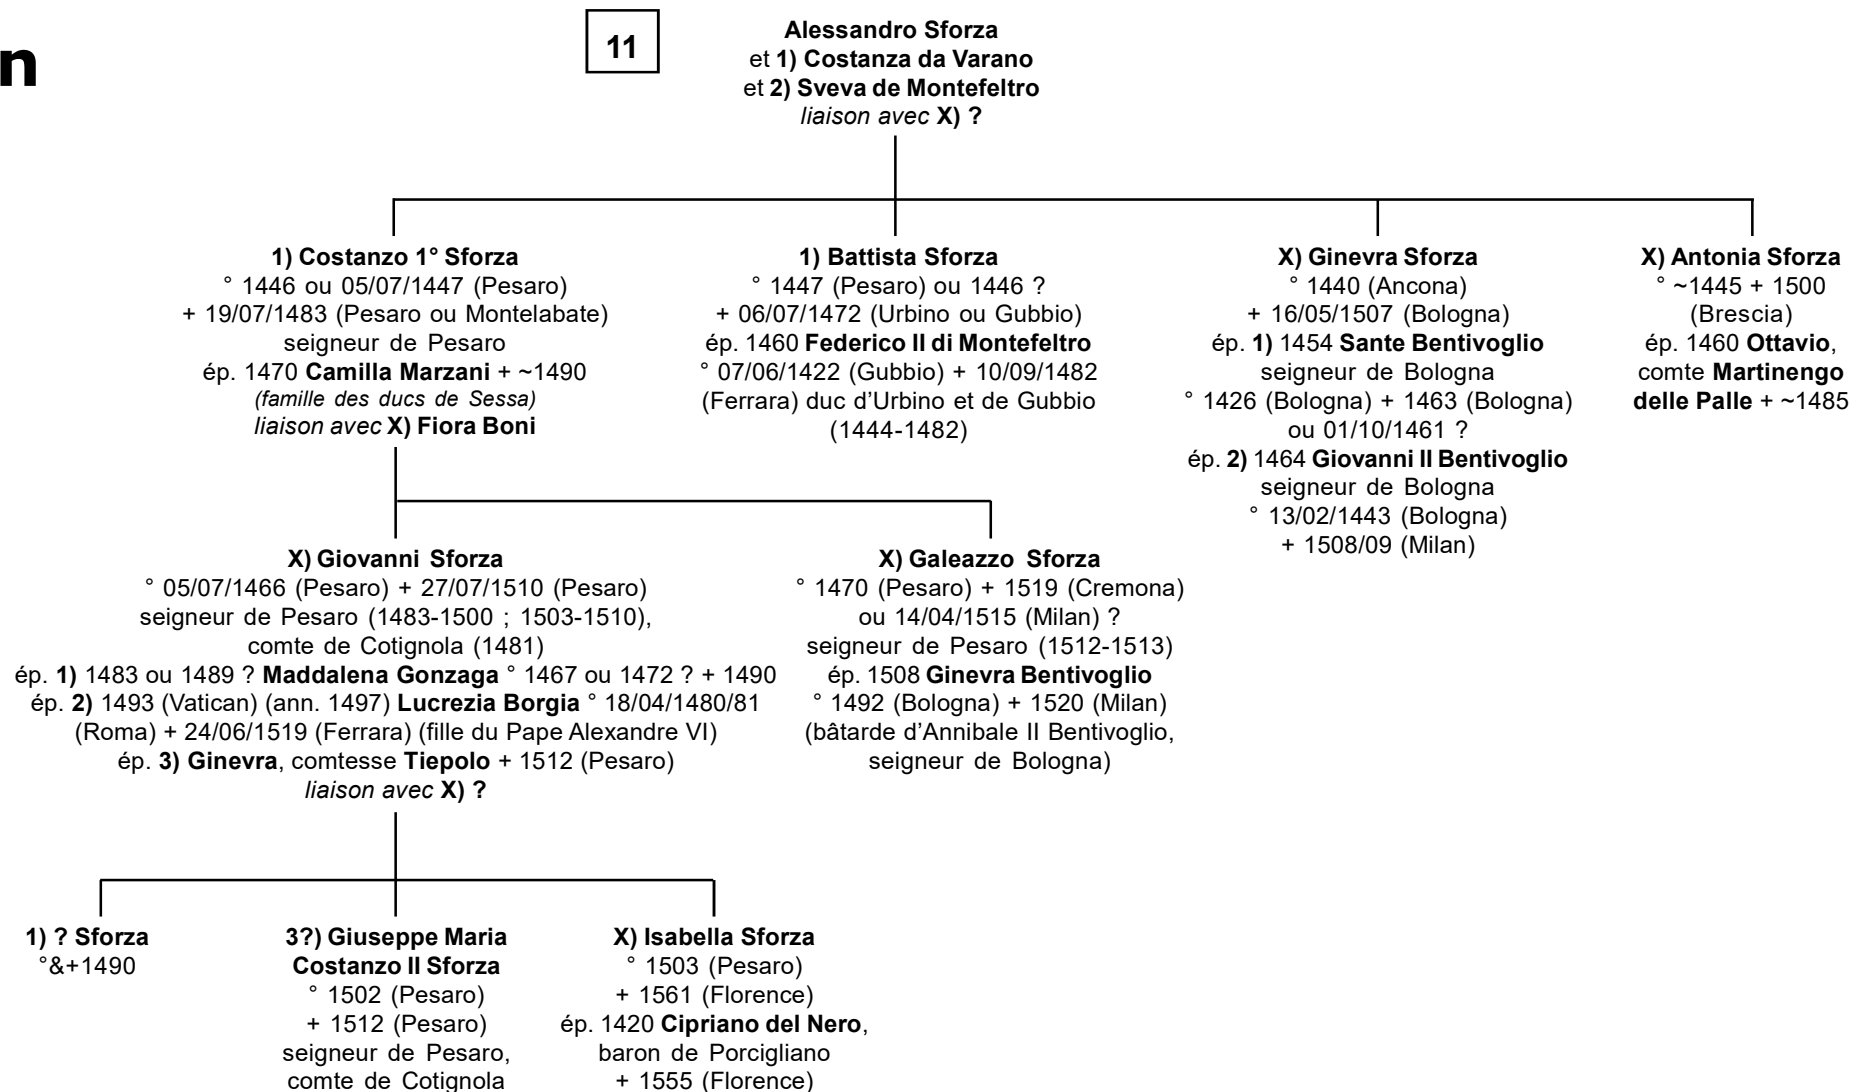 n
11
Alessandro Sforza
et 1) Costanza da Varano
et 2) Sveva de Montefeltro
liaison avec X) ?
1) Costanzo 1° Sforza
° 1446 ou 05/07/1447 (Pesaro)
+ 19/07/1483 (Pesaro ou Montelabate)
seigneur de Pesaro
ép. 1470 Camilla Marzani + ~1490
(famille des ducs de Sessa)
liaison avec X) Fiora Boni
1) Battista Sforza
° 1447 (Pesaro) ou 1446 ?
+ 06/07/1472 (Urbino ou Gubbio)
ép. 1460 Federico II di Montefeltro
° 07/06/1422 (Gubbio) + 10/09/1482
(Ferrara) duc d'Urbino et de Gubbio
(1444-1482)
X) Ginevra Sforza
° 1440 (Ancona)
+ 16/05/1507 (Bologna)
ép. 1) 1454 Sante Bentivoglio
seigneur de Bologna
° 1426 (Bologna) + 1463 (Bologna)
ou 01/10/1461 ?
ép. 2) 1464 Giovanni II Bentivoglio
seigneur de Bologna
° 13/02/1443 (Bologna)
+ 1508/09 (Milan)
X) Antonia Sforza
° ~1445 + 1500
(Brescia)
ép. 1460 Ottavio,
comte Martinengo
delle Palle + ~1485
X) Giovanni Sforza
° 05/07/1466 (Pesaro) + 27/07/1510 (Pesaro)
seigneur de Pesaro (1483-1500 ; 1503-1510),
comte de Cotignola (1481)
ép. 1) 1483 ou 1489 ? Maddalena Gonzaga ° 1467 ou 1472 ? + 1490
ép. 2) 1493 (Vatican) (ann. 1497) Lucrezia Borgia ° 18/04/1480/81
(Roma) + 24/06/1519 (Ferrara) (fille du Pape Alexandre VI)
ép. 3) Ginevra, comtesse Tiepolo + 1512 (Pesaro)
liaison avec X) ?
X) Galeazzo Sforza
° 1470 (Pesaro) + 1519 (Cremona)
ou 14/04/1515 (Milan) ?
seigneur de Pesaro (1512-1513)
ép. 1508 Ginevra Bentivoglio
° 1492 (Bologna) + 1520 (Milan)
(bâtarde d'Annibale II Bentivoglio,
seigneur de Bologna)
1) ? Sforza
°&+1490
3?) Giuseppe Maria
Costanzo II Sforza
° 1502 (Pesaro)
+ 1512 (Pesaro)
seigneur de Pesaro,
comte de Cotignola
X) Isabella Sforza
° 1503 (Pesaro)
+ 1561 (Florence)
ép. 1420 Cipriano del Nero,
baron de Porcigliano
+ 1555 (Florence)